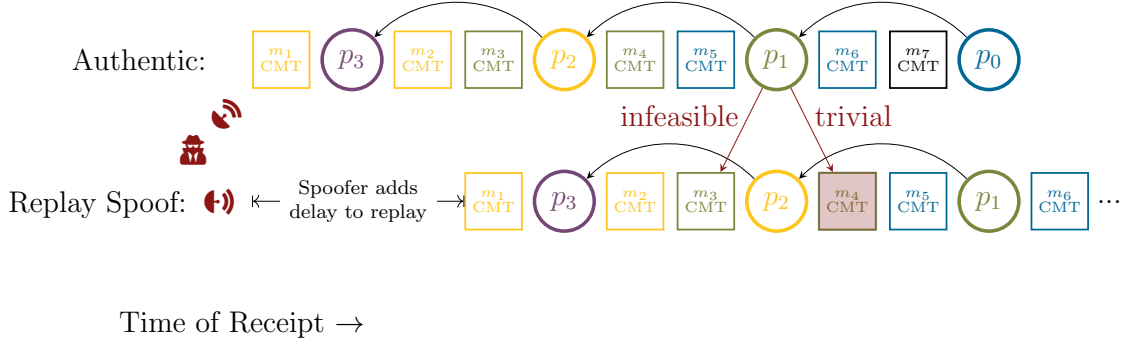 Authentic:
m₁
CMT
p₃
m₂
CMT
m₃
CMT
p₂
m₄
CMT
m₅
CMT
p₁
m₆
CMT
m₇
CMT
p₀
infeasible
trivial
Replay Spoof:
Spoofer adds
delay to replay
m₁
CMT
p₃
m₂
CMT
m₃
CMT
p₂
m₄
CMT
m₅
CMT
p₁
m₆
CMT
...
Time of Receipt →